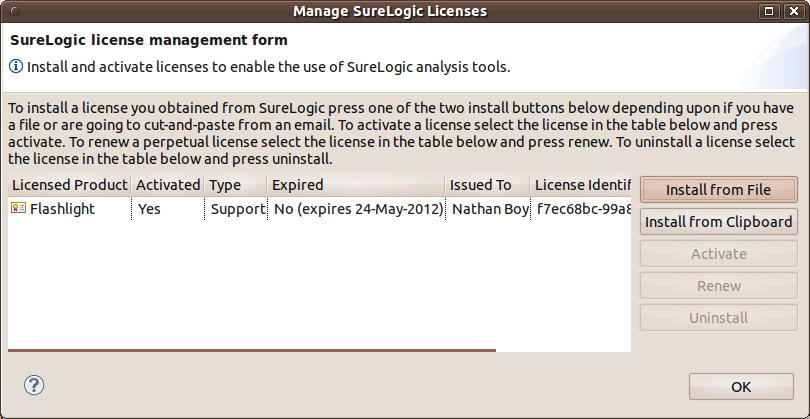 Manage SureLogic Licenses
SureLogic license management form
Install and activate licenses to enable the use of SureLogic analysis tools.
To install a license you obtained from SureLogic press one of the two install buttons below depending upon if you have
a file or are going to cut-and-paste from an email. To activate a license select the license in the table below and press
activate. To renew a perpetual license select the license in the table below and press renew. To uninstall a license select
the license in the table below and press uninstall.
Licensed Product Activated Type Expired Issued To License Identif
Flashlight Yes Support No (expires 24-May-2012) Nathan Boy f7ec68bc-99a8
Install from File
Install from Clipboard
Activate
Renew
Uninstall
?
OK